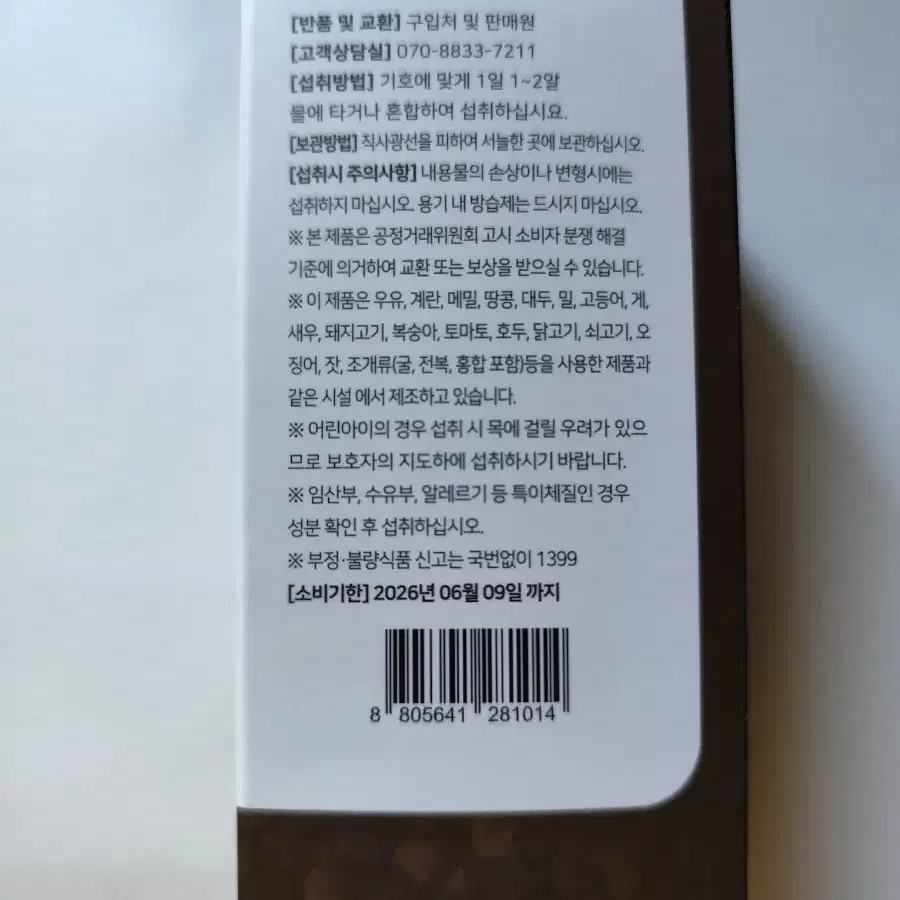 [반품 및 교환] 구입처 및 판매원
[고객상담실] 070-8833-7211
[섭취방법] 기호에 맞게 1일 1~2알
물에 타거나 혼합하여 섭취하십시요.
[보관방법] 직사광선을 피하여 서늘한 곳에 보관하십시오.
[섭취시 주의사항] 내용물의 손상이나 변형시에는
섭취하지 마십시오. 용기 내 방습제는 드시지 마십시오.
※ 본 제품은 공정거래위원회 고시 소비자 분쟁 해결
기준에 의거하여 교환 또는 보상을 받으실 수 있습니다.
※ 이 제품은 우유, 계란, 메밀, 땅콩, 대두, 밀, 고등어, 게,
새우, 돼지고기, 복숭아, 토마토, 호두, 닭고기, 쇠고기, 오
징어, 잣, 조개류(굴, 전복, 홍합 포함)등을 사용한 제품과
같은 시설 에서 제조하고 있습니다.
※ 어린아이의 경우 섭취 시 목에 걸릴 우려가 있으
므로 보호자의 지도하에 섭취하시기 바랍니다.
※ 임산부, 수유부, 알레르기 등 특이체질인 경우
성분 확인 후 섭취하십시오.
※ 부정·불량식품 신고는 국번없이 1399
[소비기한] 2026년 06월 09일 까지
8 805641 281014